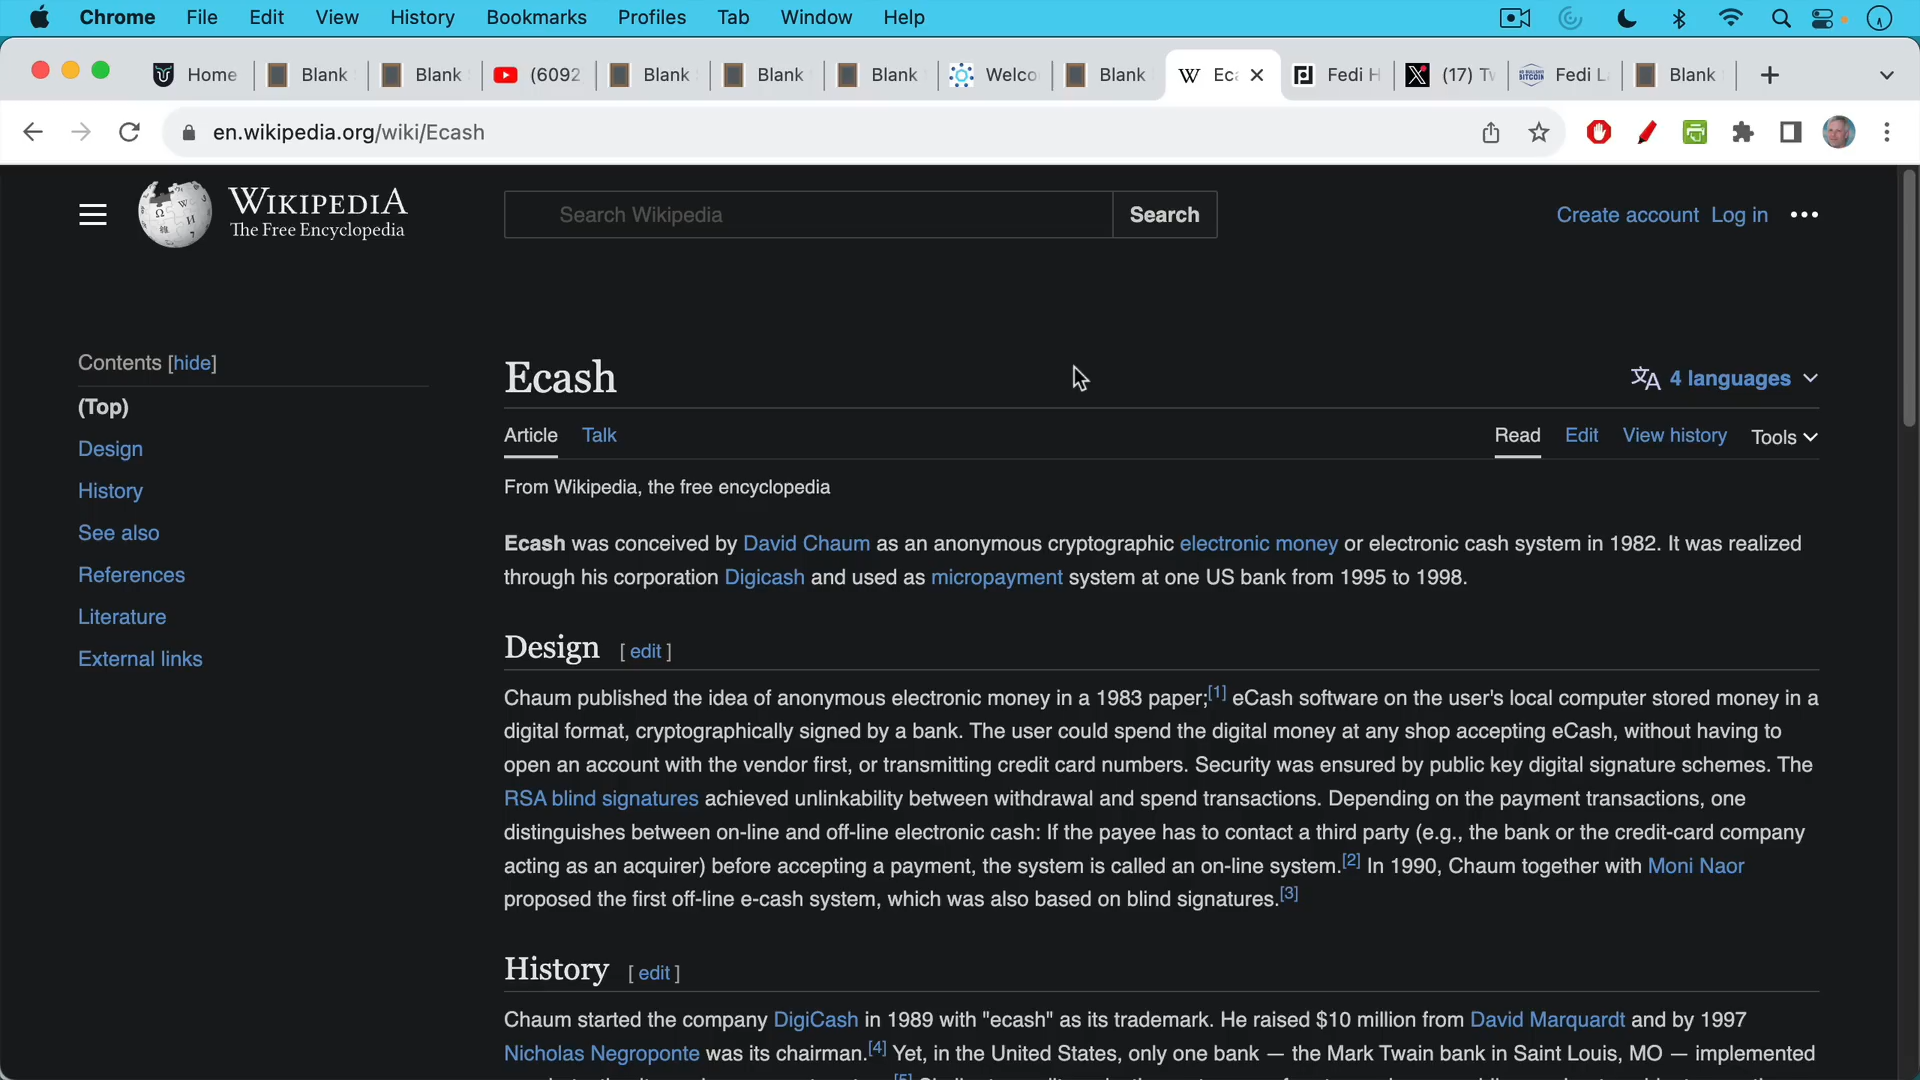 Chrome File Edit View History Bookmarks Profiles Tab Window Help
Home Blank Blank (6092 Blank Blank Blank Welco Blank Eca Fedi H (17) Tw Fedi L Blank
en.wikipedia.org/wiki/Ecash
WIKIPEDIA
The Free Encyclopedia
Search Wikipedia Search Create account Log in
Contents [hide]
(Top)
Design
History
See also
References
Literature
External links
Ecash
4 languages
Article Talk Read Edit View history Tools
From Wikipedia, the free encyclopedia
Ecash was conceived by David Chaum as an anonymous cryptographic electronic money or electronic cash system in 1982. It was realized
through his corporation Digicash and used as micropayment system at one US bank from 1995 to 1998.
Design [ edit ]
Chaum published the idea of anonymous electronic money in a 1983 paper;[1] eCash software on the user's local computer stored money in a
digital format, cryptographically signed by a bank. The user could spend the digital money at any shop accepting eCash, without having to
open an account with the vendor first, or transmitting credit card numbers. Security was ensured by public key digital signature schemes. The
RSA blind signatures achieved unlinkability between withdrawal and spend transactions. Depending on the payment transactions, one
distinguishes between on-line and off-line electronic cash: If the payee has to contact a third party (e.g., the bank or the credit-card company
acting as an acquirer) before accepting a payment, the system is called an on-line system.[2] In 1990, Chaum together with Moni Naor
proposed the first off-line e-cash system, which was also based on blind signatures.[3]
History [ edit ]
Chaum started the company DigiCash in 1989 with "ecash" as its trademark. He raised $10 million from David Marquardt and by 1997
Nicholas Negroponte was its chairman.[4] Yet, in the United States, only one bank — the Mark Twain bank in Saint Louis, MO — implemented